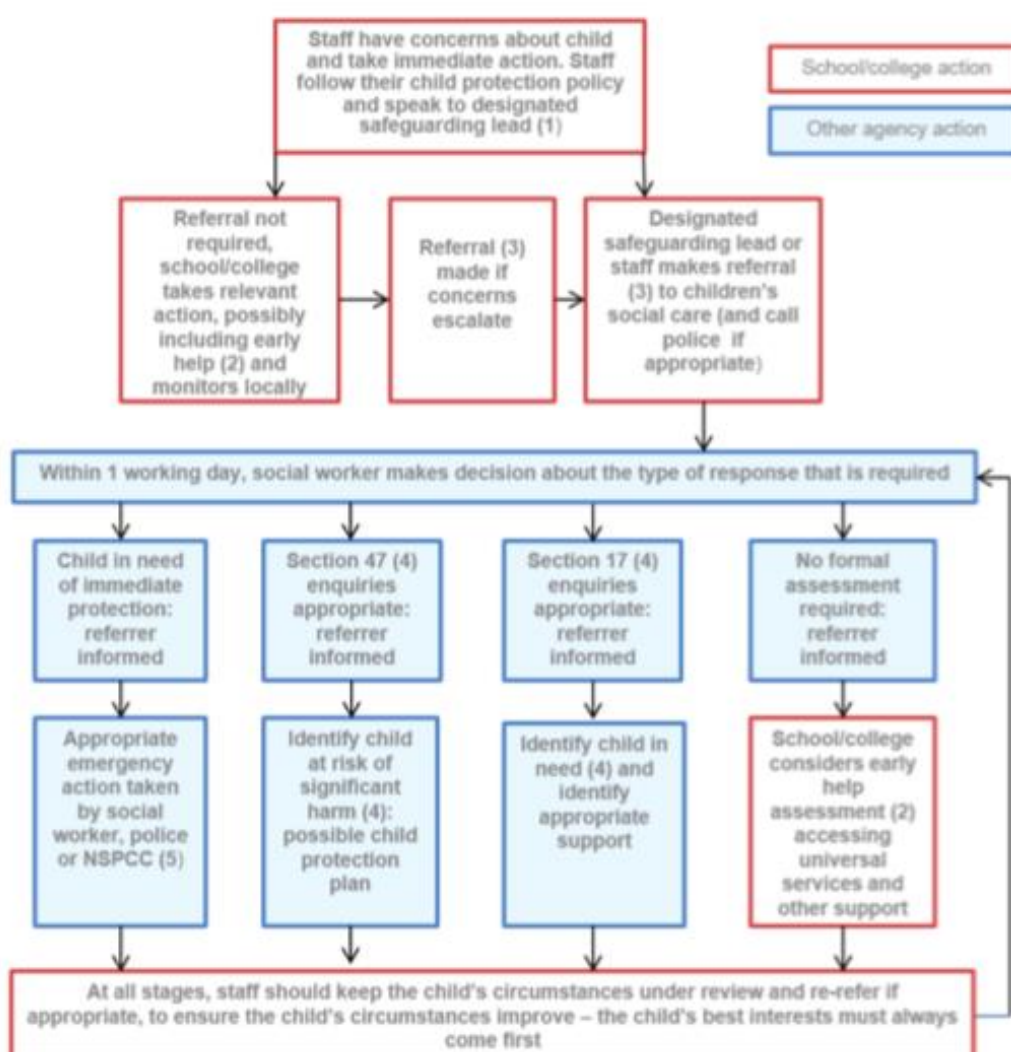 Staff have concerns about child
and take immediate action. Staff
follow their child protection policy
and speak to designated
safeguarding lead (1)
School/college action
Other agency action
Referral not
required,
school/college
takes relevant
action, possibly
including early
help (2) and
monitors locally
Referral (3)
made if
concerns
escalate
Designated
safeguarding lead or
staff makes referral
(3) to children's
social care (and call
police if
appropriate)
Within 1 working day, social worker makes decision about the type of response that is required
Child in need
of immediate
protection:
referrer
informed
Section 47 (4)
enquiries
appropriate:
referrer
informed
Section 17 (4)
enquiries
appropriate:
referrer
informed
No formal
assessment
required:
referrer
informed
Appropriate
emergency
action taken
by social
worker, police
or NSPCC (5)
Identify child
at risk of
significant
harm (4):
possible child
protection
plan
Identify child in
need (4) and
identify
appropriate
support
School/college
considers early
help
assessment (2)
accessing
universal
services and
other support
At all stages, staff should keep the child's circumstances under review and re-refer if
appropriate, to ensure the child's circumstances improve – the child's best interests must always
come first